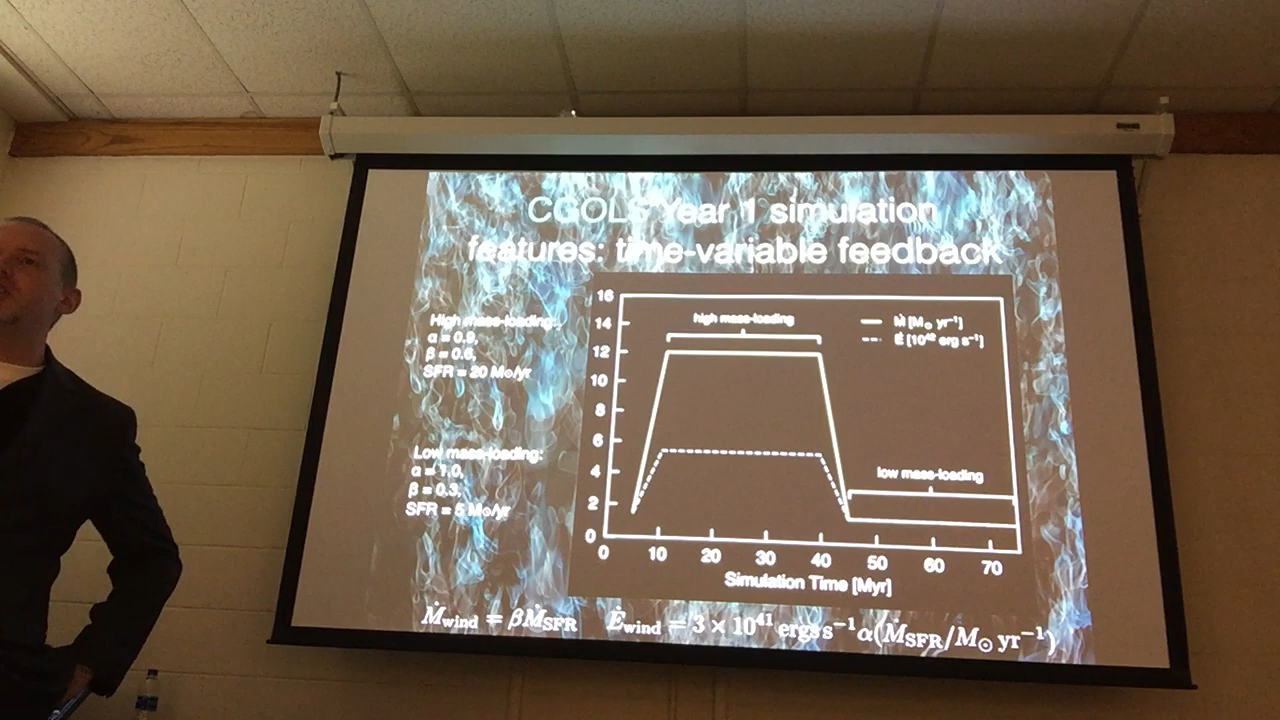 CGOLS Year 1 simulation
features: time-variable feedback
High mass-loading:
α = 0.9,
β = 0.6,
SFR = 20 M⊙/yr
Low mass-loading:
α = 1.0,
β = 0.3,
SFR = 5 M⊙/yr
16
14
12
10
8
6
4
2
0
high mass-loading
Ṁ [M⊙ yr⁻¹]
Ė [10⁴² erg s⁻¹]
low mass-loading
0 10 20 30 40 50 60 70
Simulation Time [Myr]
Ṁwind = βṀSFR Ėwind = 3 × 10⁴¹ ergs s⁻¹ α(ṀSFR/M⊙ yr⁻¹)